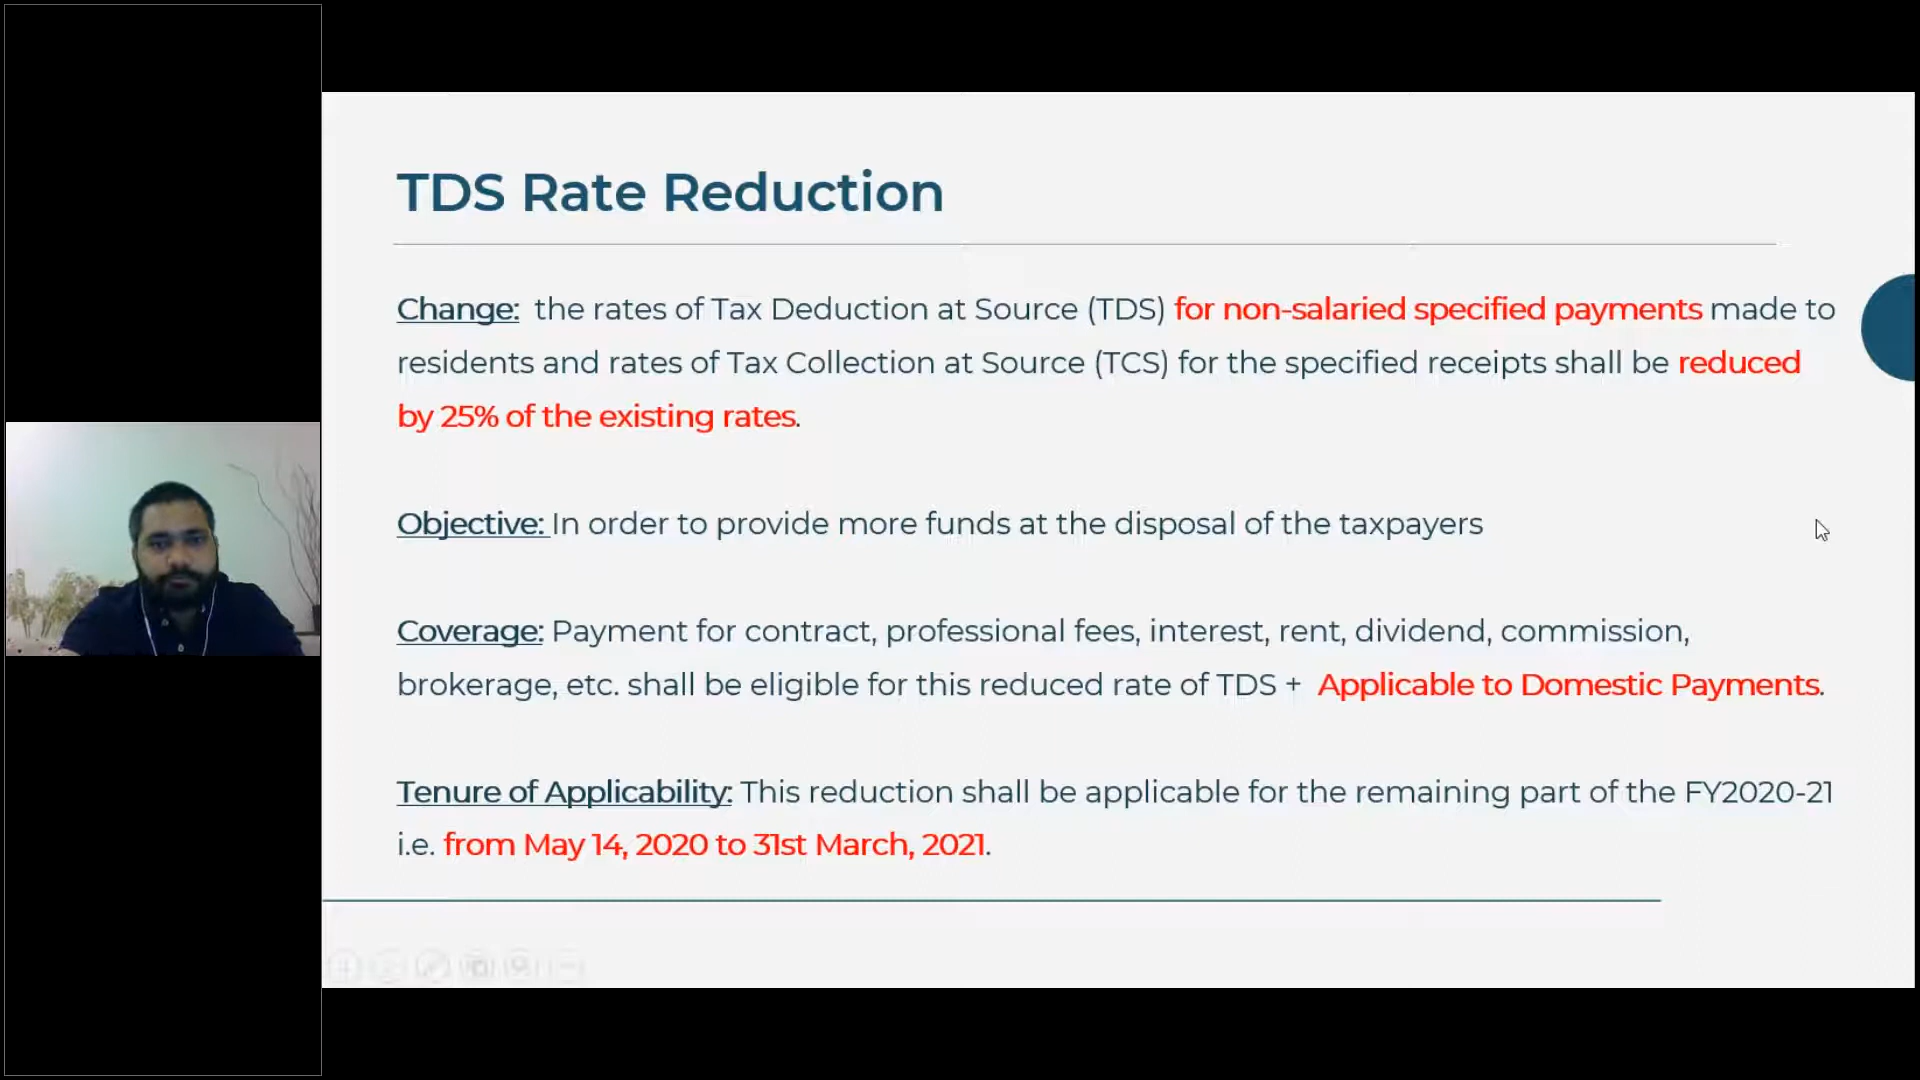 TDS Rate Reduction
Change: the rates of Tax Deduction at Source (TDS) for non-salaried specified payments made to
residents and rates of Tax Collection at Source (TCS) for the specified receipts shall be reduced
by 25% of the existing rates.
Objective: In order to provide more funds at the disposal of the taxpayers
Coverage: Payment for contract, professional fees, interest, rent, dividend, commission,
brokerage, etc. shall be eligible for this reduced rate of TDS + Applicable to Domestic Payments.
Tenure of Applicability: This reduction shall be applicable for the remaining part of the FY2020-21
i.e. from May 14, 2020 to 31st March, 2021.